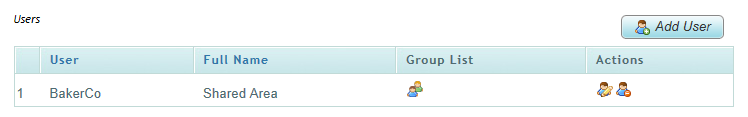 Users
Add User
User Full Name Group List Actions
1 BakerCo Shared Area